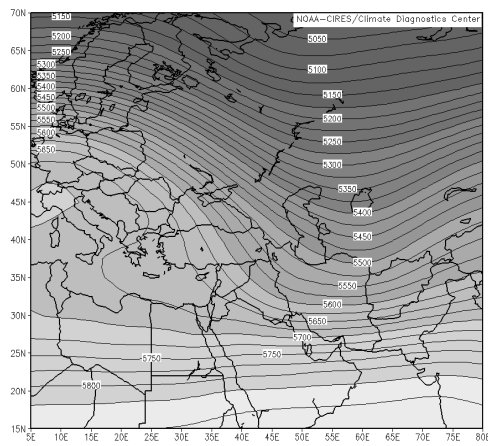 NOAA-CIRES/Climate Diagnostics Center
70N
65N
60N
55N
50N
45N
40N
35N
30N
25N
20N
15N
5150
5200
5250
5300
5350
5400
5450
5500
5550
5600
5650
5050
5100
5150
5200
5250
5300
5350
5400
5450
5500
5550
5600
5650
5700
5750
5750
5800
5E 10E 15E 20E 25E 30E 35E 40E 45E 50E 55E 60E 65E 70E 75E 80E